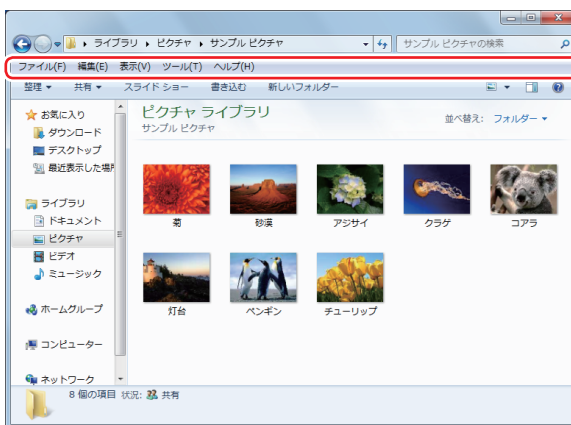 ライブラリ ピクチャ サンプル ピクチャ サンプル ピクチャの検索
ファイル(F) 編集(E) 表示(V) ツール(T) ヘルプ(H)
整理 共有 スライド ショー 書き込む 新しいフォルダー
お気に入り
ダウンロード
デスクトップ
最近表示した場所
ライブラリ
ドキュメント
ピクチャ
ビデオ
ミュージック
ホームグループ
コンピューター
ネットワーク
ピクチャ ライブラリ
サンプル ピクチャ
並べ替え: フォルダー
菊 砂漠 アジサイ クラゲ コアラ
灯台 ペンギン チューリップ
8 個の項目 状況: 共有